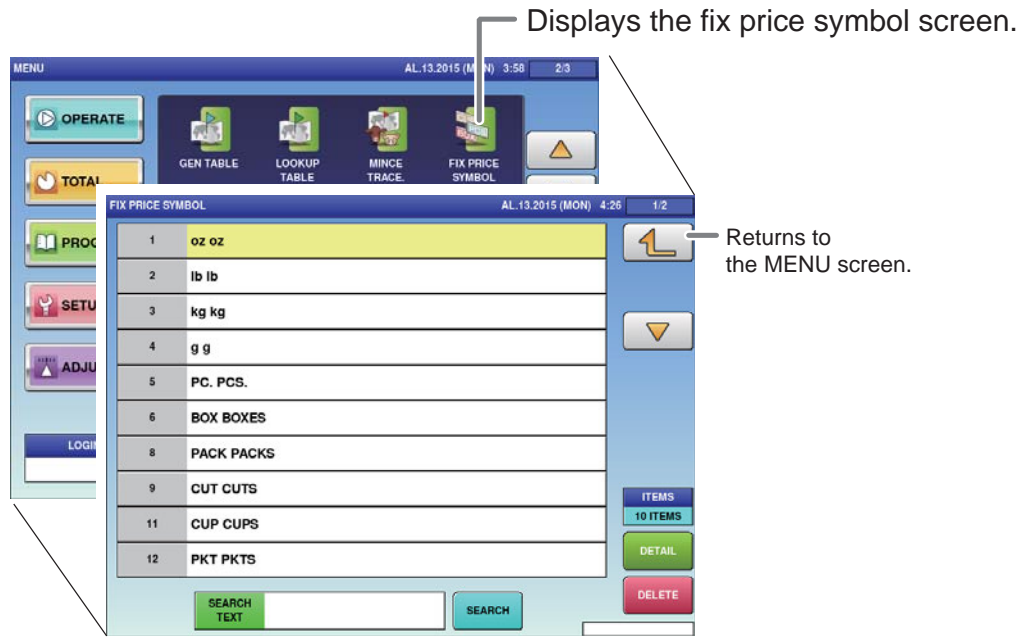 Displays the fix price symbol screen.
MENU AL.13.2015 (M N) 3:58 2/3
OPERATE
GEN TABLE LOOKUP TABLE MINCE TRACE. FIX PRICE SYMBOL
TOTAL
FIX PRICE SYMBOL AL.13.2015 (MON) 4:26 1/2
1 oz oz
Returns to
the MENU screen.
PROG
2 lb lb
SETU
3 kg kg
4 g g
ADJU
5 PC. PCS.
6 BOX BOXES
LOGI
8 PACK PACKS
9 CUT CUTS
ITEMS
10 ITEMS
11 CUP CUPS
DETAIL
12 PKT PKTS
DELETE
SEARCH TEXT SEARCH